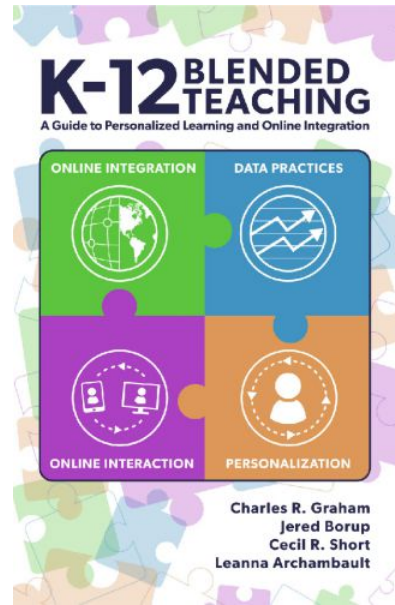 K-12 BLENDED TEACHING
A Guide to Personalized Learning and Online Integration
ONLINE INTEGRATION
DATA PRACTICES
ONLINE INTERACTION
PERSONALIZATION
Charles R. Graham
Jered Borup
Cecil R. Short
Leanna Archambault